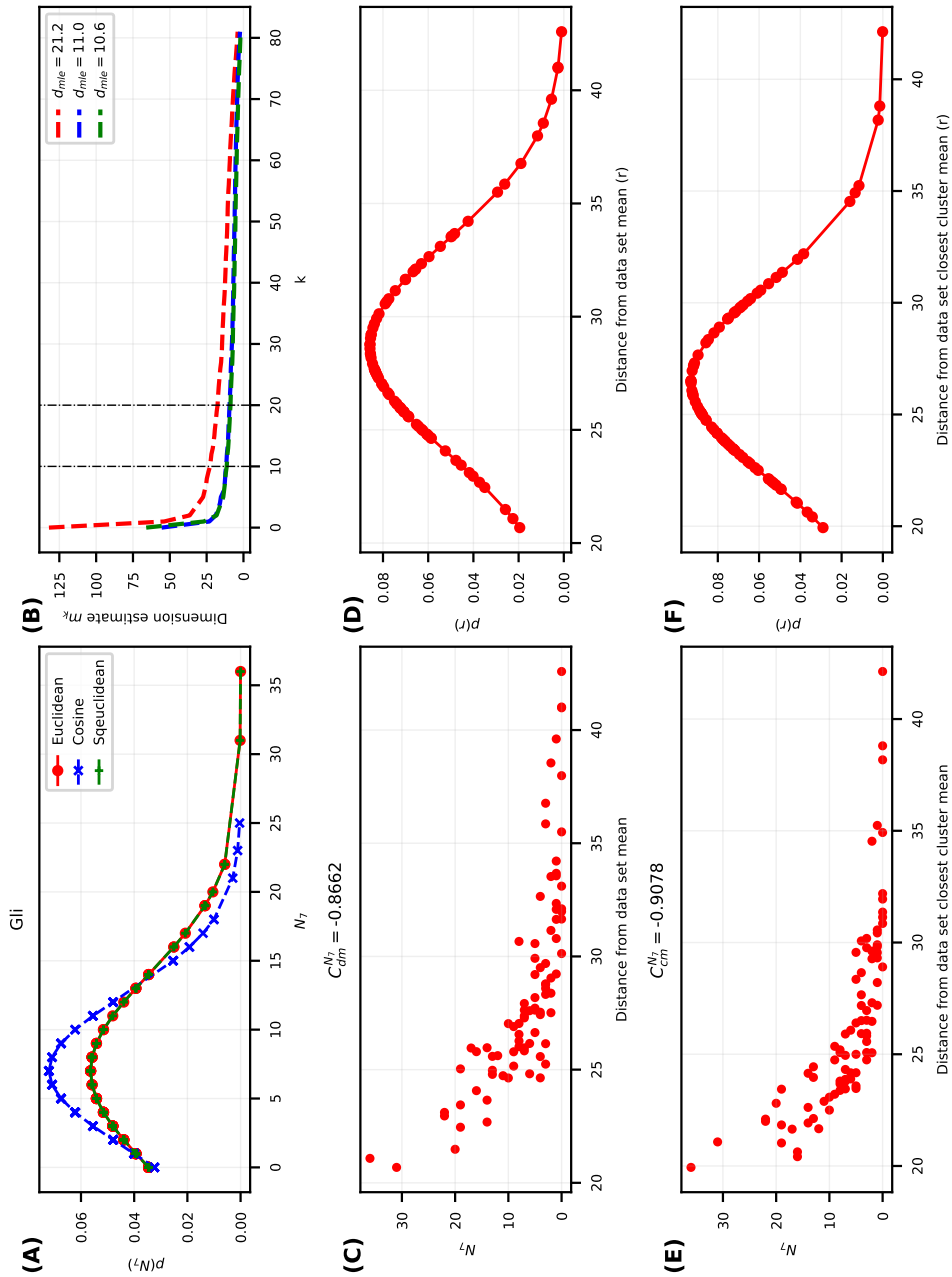 Gli
(A)
p(N₇)
0.06
0.04
0.02
0.00
0
5
10
15
20
25
30
35
N₇
Euclidean
Cosine
Sqeuclidean
(B)
Dimension estimate mₖ
125
100
75
50
25
0
0
10
20
30
40
50
60
70
80
k
d_mle = 21.2
d_mle = 11.0
d_mle = 10.6
(C)
C^N₇_dm = -0.8662
N₇
30
20
10
0
20
25
30
35
40
Distance from data set mean
(D)
p(r)
0.08
0.06
0.04
0.02
0.00
20
25
30
35
40
Distance from data set mean (r)
(E)
C^N₇_cm = -0.9078
N₇
30
20
10
0
20
25
30
35
40
Distance from data set closest cluster mean
(F)
p(r)
0.08
0.06
0.04
0.02
0.00
20
25
30
35
40
Distance from data set closest cluster mean (r)